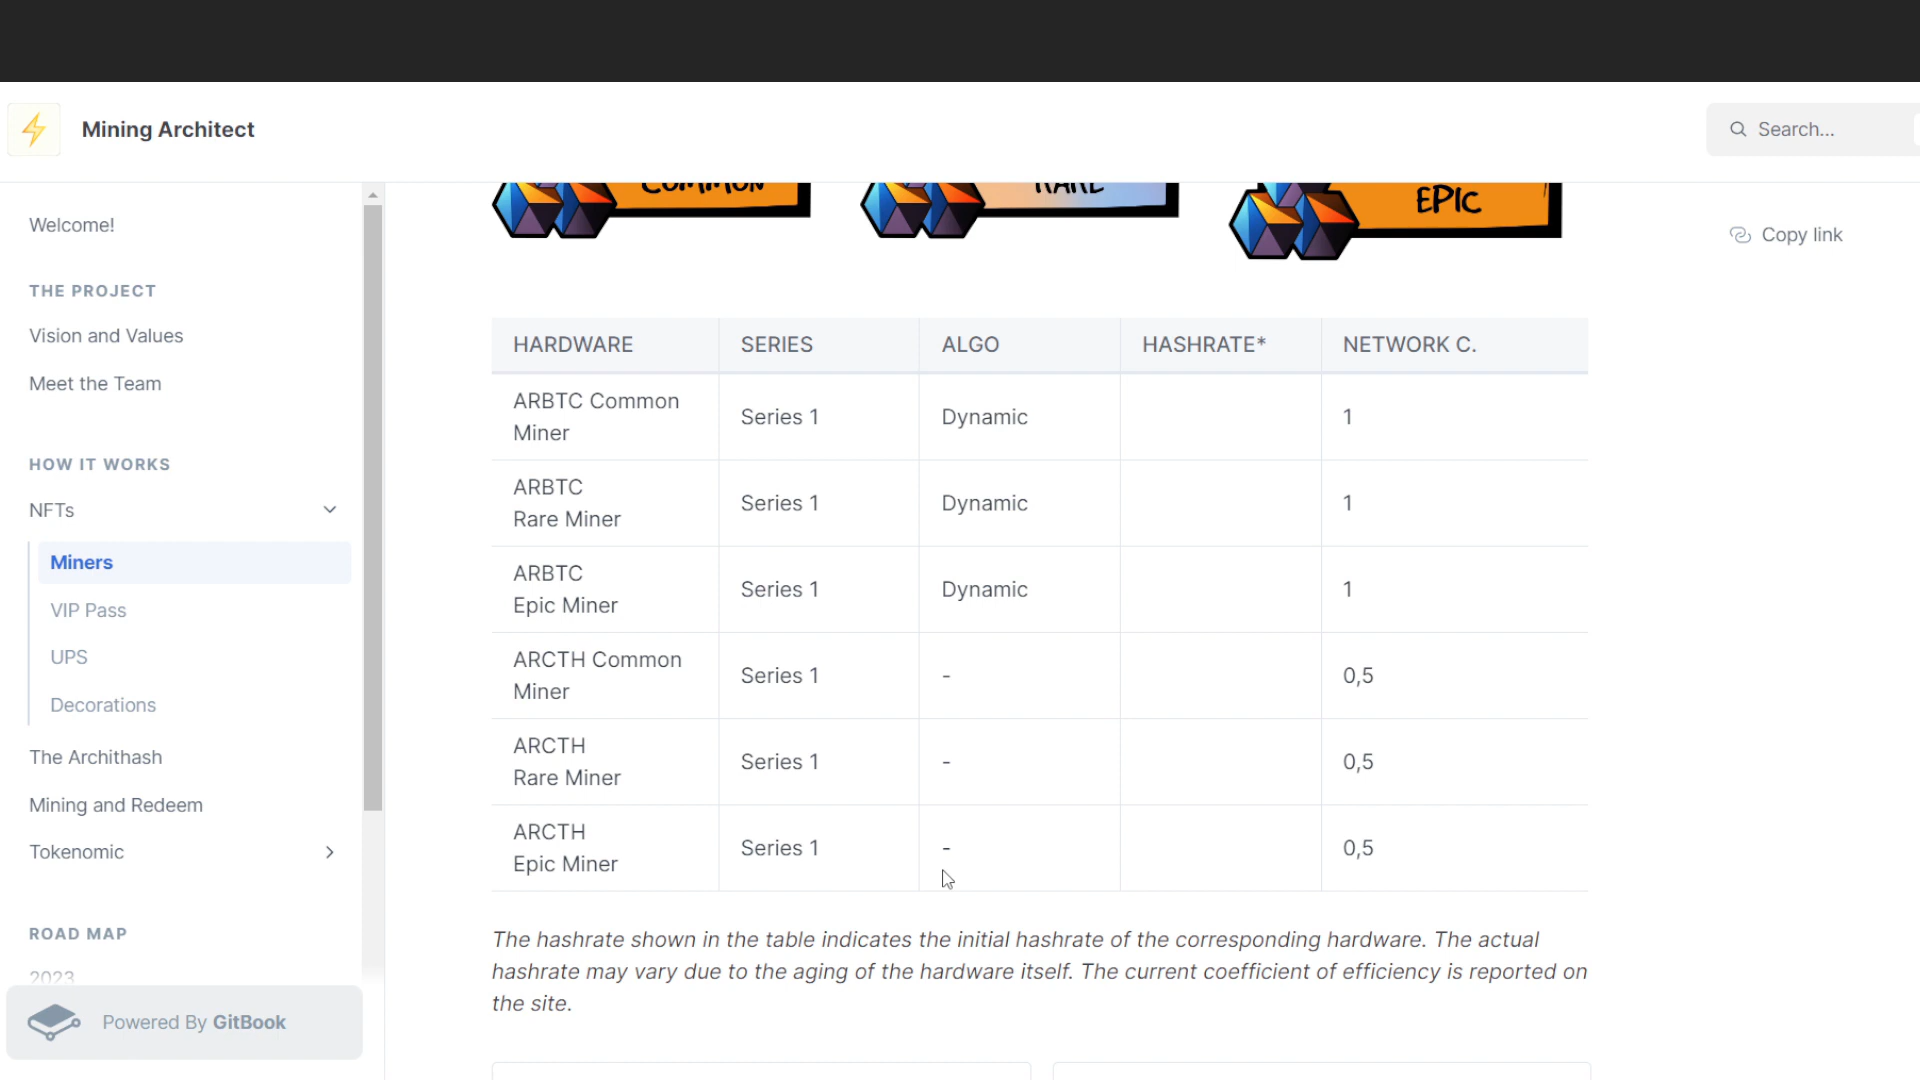 Mining Architect
Search...
Welcome!
THE PROJECT
Vision and Values
Meet the Team
HOW IT WORKS
NFTs
Miners
VIP Pass
UPS
Decorations
The Archithash
Mining and Redeem
Tokenomic
ROAD MAP
2023
Powered By GitBook
COMMON
RARE
EPIC
Copy link
HARDWARE SERIES ALGO HASHRATE* NETWORK C.
ARBTC Common
Miner
Series 1 Dynamic 1
ARBTC
Rare Miner
Series 1 Dynamic 1
ARBTC
Epic Miner
Series 1 Dynamic 1
ARCTH Common
Miner
Series 1 - 0,5
ARCTH
Rare Miner
Series 1 - 0,5
ARCTH
Epic Miner
Series 1 - 0,5
The hashrate shown in the table indicates the initial hashrate of the corresponding hardware. The actual
hashrate may vary due to the aging of the hardware itself. The current coefficient of efficiency is reported on
the site.